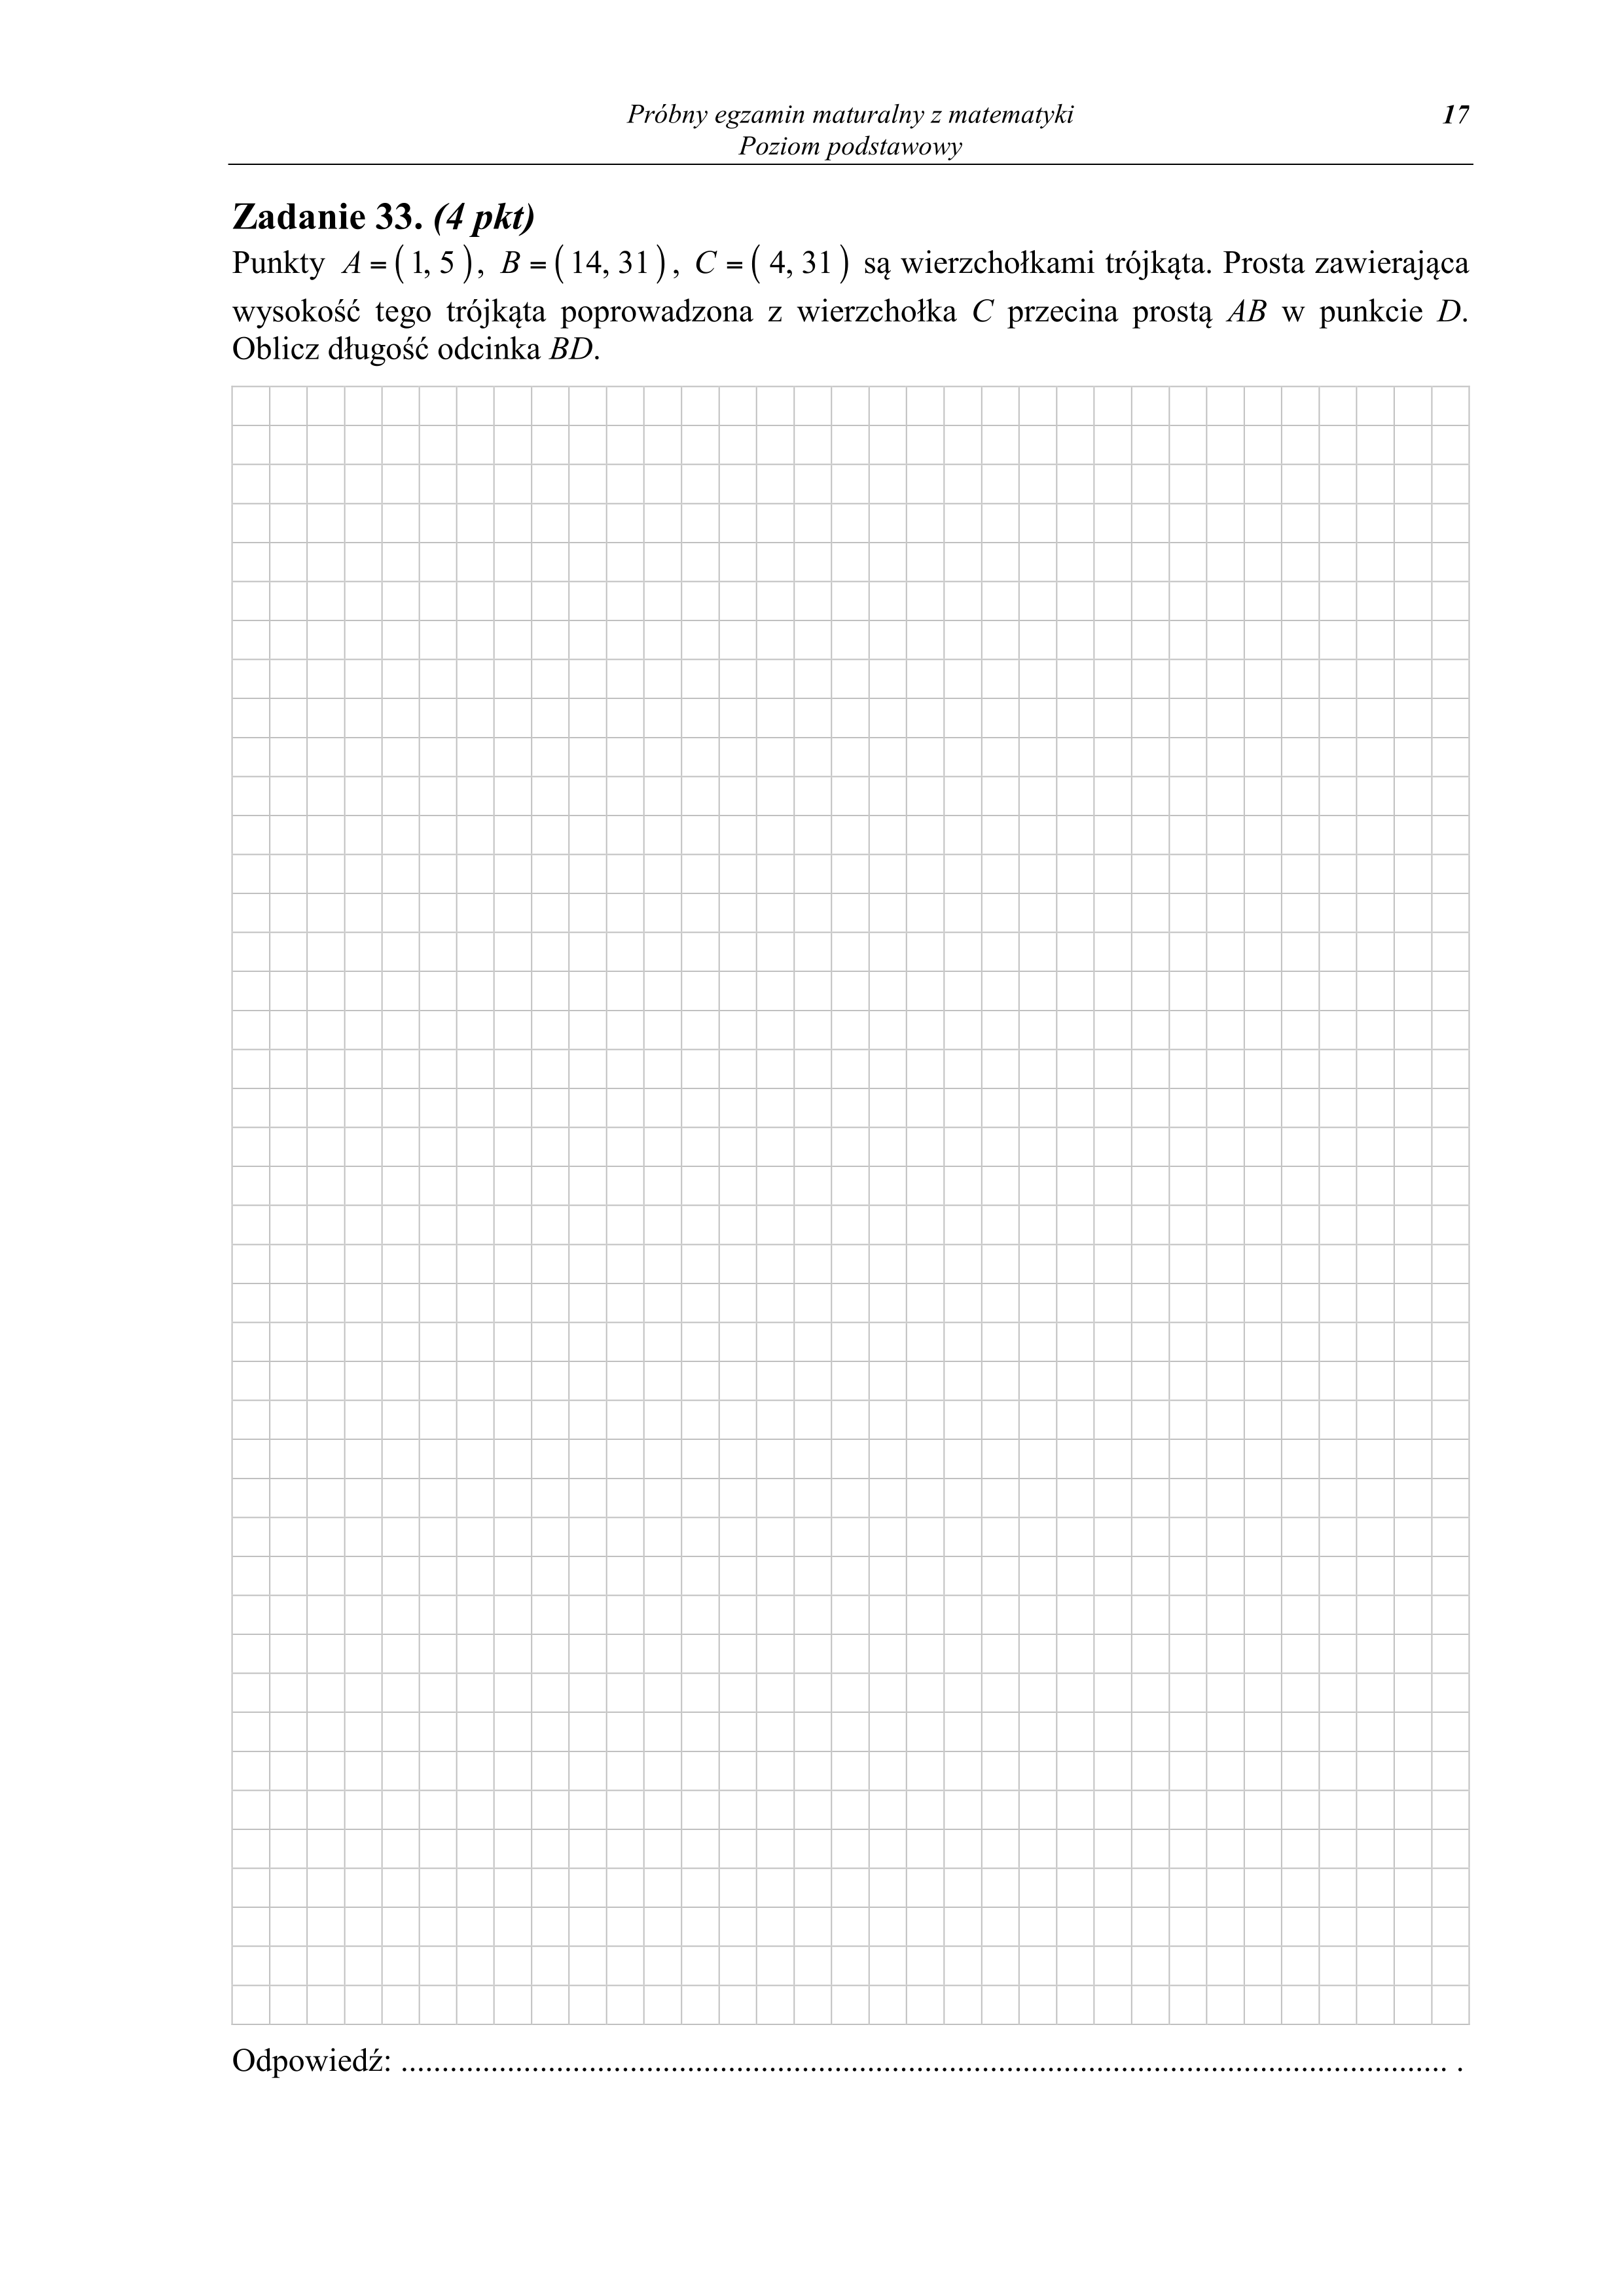 Próbny egzamin maturalny z matematyki
Poziom podstawowy
17
Zadanie 33. (4 pkt)
Punkty A = ( 1, 5 ), B = ( 14, 31 ), C = ( 4, 31 ) są wierzchołkami trójkąta. Prosta zawierająca
wysokość tego trójkąta poprowadzona z wierzchołka C przecina prostą AB w punkcie D.
Oblicz długość odcinka BD.
Odpowiedź: ................................................................................................................................ .